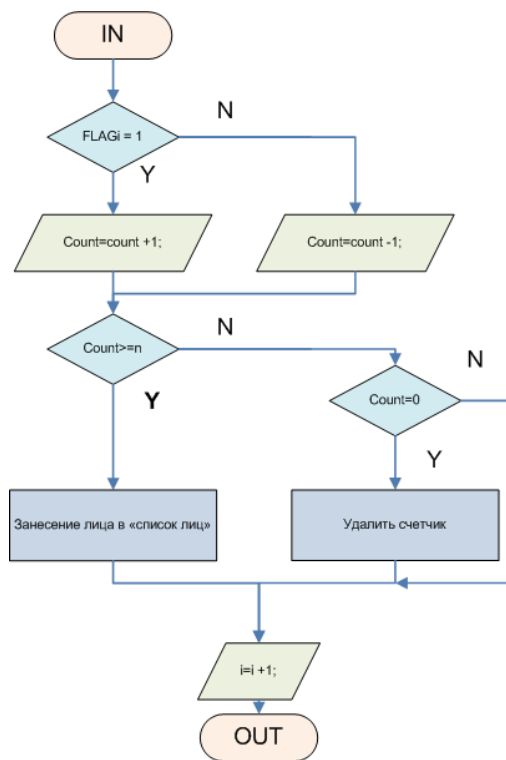 IN
FLAGi = 1
N
Y
Count=count +1;
Count=count -1;
Count>=n
N
Y
Count=0
N
Y
Занесение лица в «список лиц»
Удалить счетчик
i=i +1;
OUT